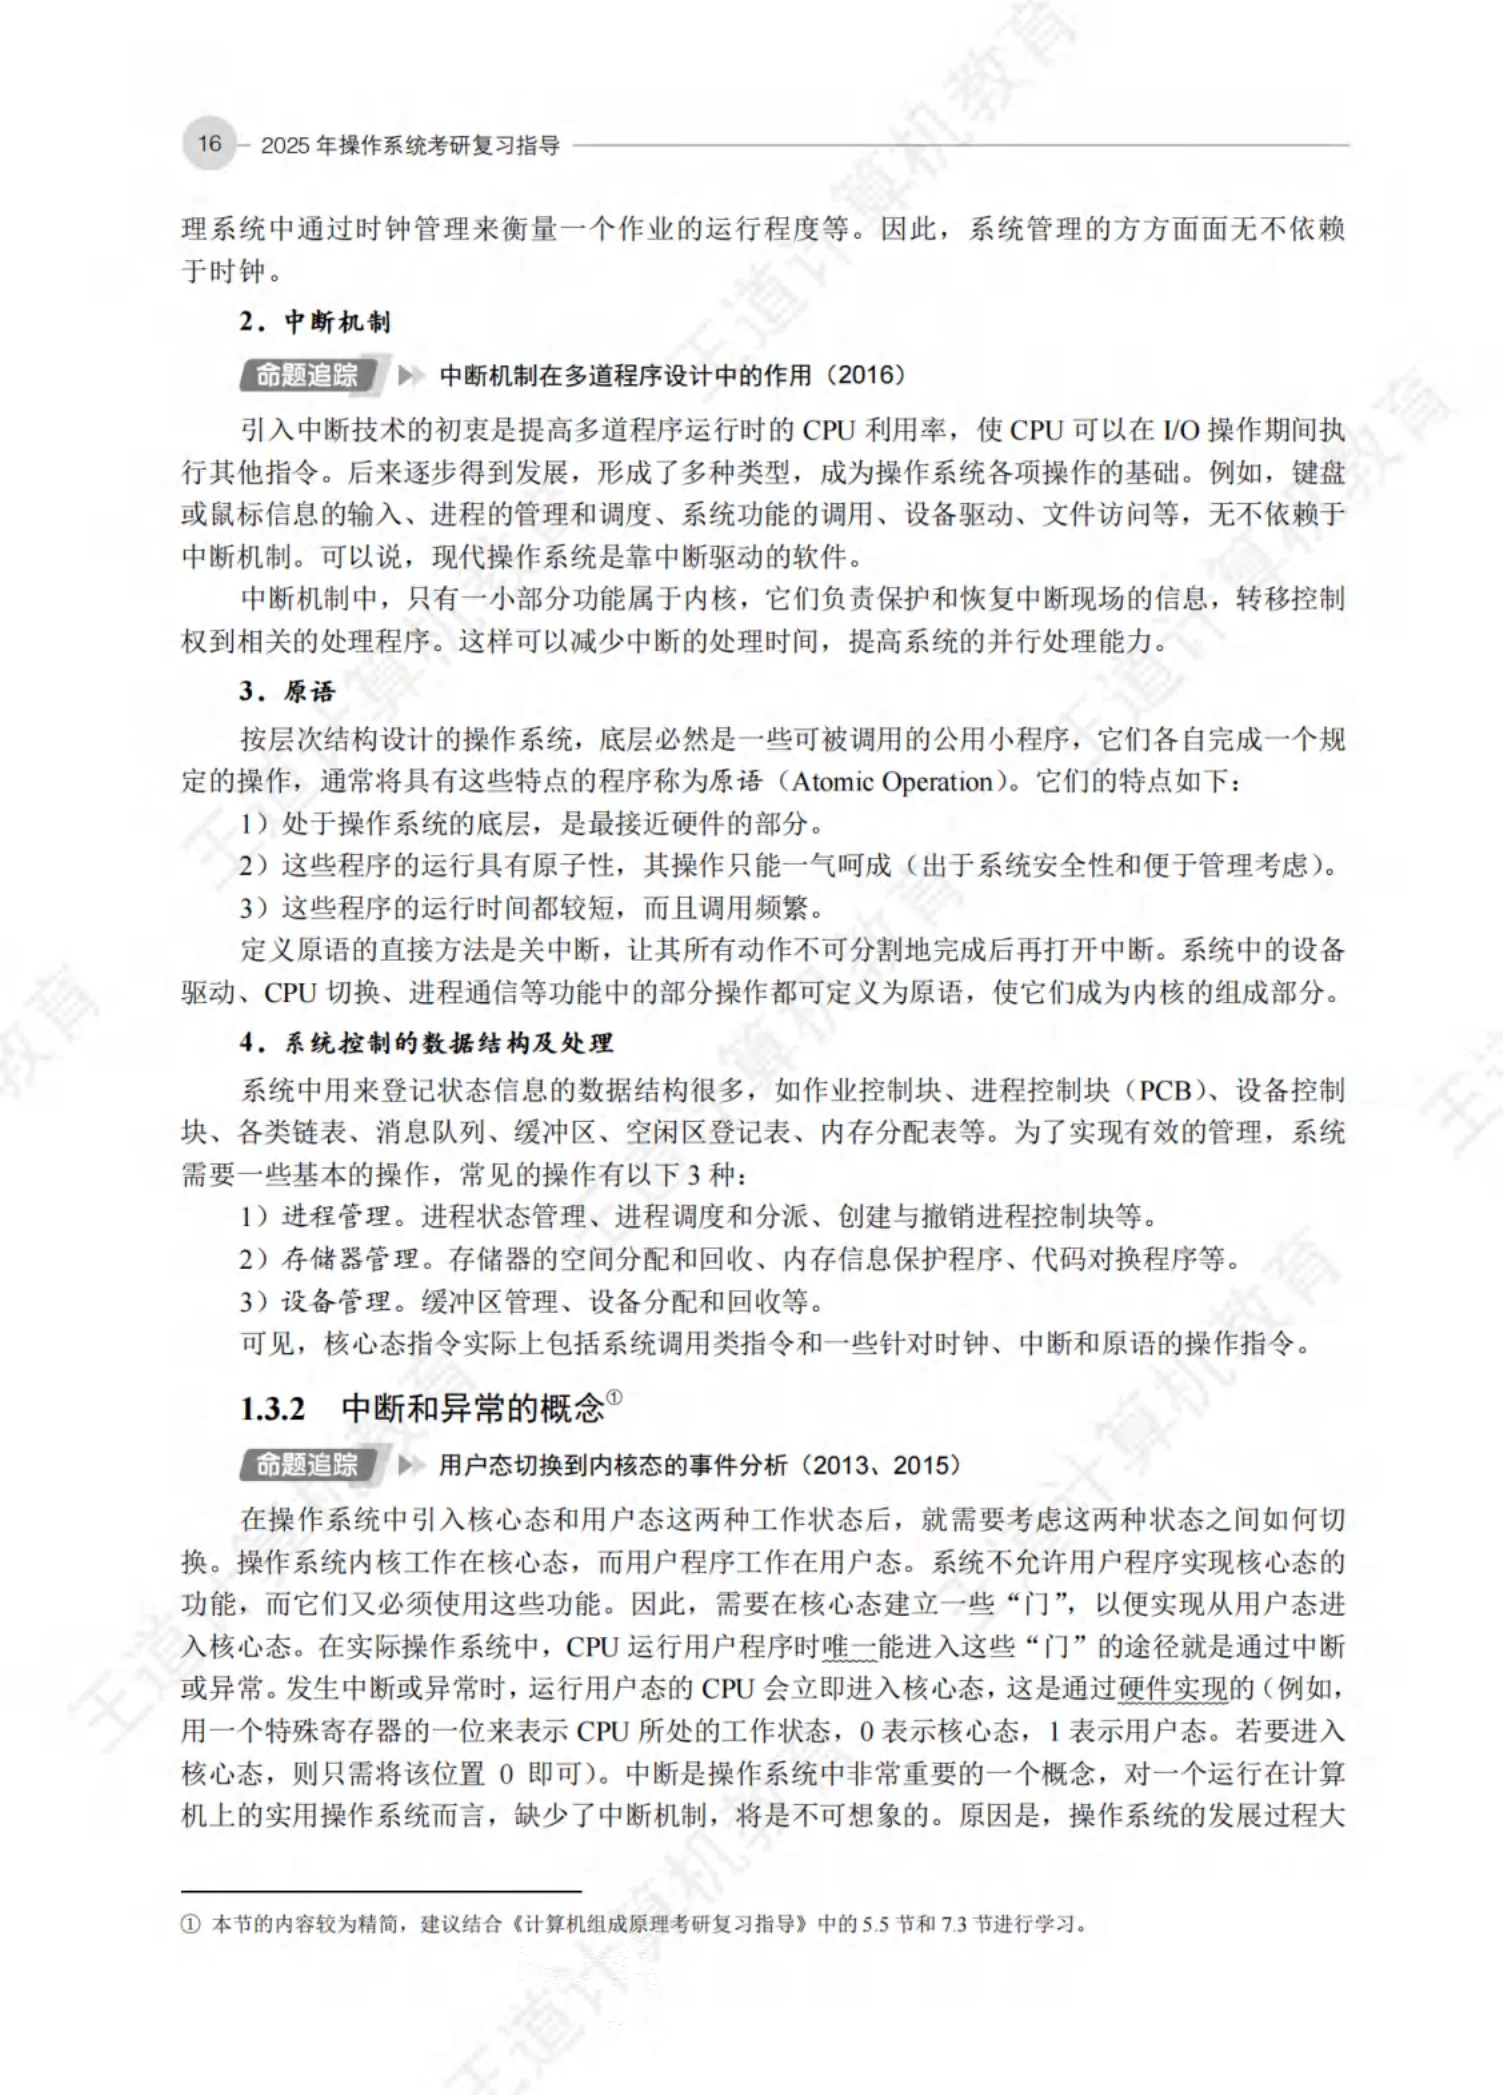 16 2025 年操作系统考研复习指导
理系统中通过时钟管理来衡量一个作业的运行程度等。因此，系统管理的方方面面无不依赖
于时钟。
2．中断机制
命题追踪 中断机制在多道程序设计中的作用（2016）
引入中断技术的初衷是提高多道程序运行时的 CPU 利用率，使 CPU 可以在 I/O 操作期间执
行其他指令。后来逐步得到发展，形成了多种类型，成为操作系统各项操作的基础。例如，键盘
或鼠标信息的输入、进程的管理和调度、系统功能的调用、设备驱动、文件访问等，无不依赖于
中断机制。可以说，现代操作系统是靠中断驱动的软件。
中断机制中，只有一小部分功能属于内核，它们负责保护和恢复中断现场的信息，转移控制
权到相关的处理程序。这样可以减少中断的处理时间，提高系统的并行处理能力。
3．原语
按层次结构设计的操作系统，底层必然是一些可被调用的公用小程序，它们各自完成一个规
定的操作，通常将具有这些特点的程序称为原语（Atomic Operation）。它们的特点如下：
1）处于操作系统的底层，是最接近硬件的部分。
2）这些程序的运行具有原子性，其操作只能一气呵成（出于系统安全性和便于管理考虑）。
3）这些程序的运行时间都较短，而且调用频繁。
定义原语的直接方法是关中断，让其所有动作不可分割地完成后再打开中断。系统中的设备
驱动、CPU 切换、进程通信等功能中的部分操作都可定义为原语，使它们成为内核的组成部分。
4．系统控制的数据结构及处理
系统中用来登记状态信息的数据结构很多，如作业控制块、进程控制块（PCB）、设备控制
块、各类链表、消息队列、缓冲区、空闲区登记表、内存分配表等。为了实现有效的管理，系统
需要一些基本的操作，常见的操作有以下 3 种：
1）进程管理。进程状态管理、进程调度和分派、创建与撤销进程控制块等。
2）存储器管理。存储器的空间分配和回收、内存信息保护程序、代码对换程序等。
3）设备管理。缓冲区管理、设备分配和回收等。
可见，核心态指令实际上包括系统调用类指令和一些针对时钟、中断和原语的操作指令。
1.3.2 中断和异常的概念①
命题追踪 用户态切换到内核态的事件分析（2013、2015）
在操作系统中引入核心态和用户态这两种工作状态后，就需要考虑这两种状态之间如何切
换。操作系统内核工作在核心态，而用户程序工作在用户态。系统不允许用户程序实现核心态的
功能，而它们又必须使用这些功能。因此，需要在核心态建立一些“门”，以便实现从用户态进
入核心态。在实际操作系统中，CPU 运行用户程序时唯一能进入这些“门”的途径就是通过中断
或异常。发生中断或异常时，运行用户态的 CPU 会立即进入核心态，这是通过硬件实现的（例如，
用一个特殊寄存器的一位来表示 CPU 所处的工作状态，0 表示核心态，1 表示用户态。若要进入
核心态，则只需将该位置 0 即可）。中断是操作系统中非常重要的一个概念，对一个运行在计算
机上的实用操作系统而言，缺少了中断机制，将是不可想象的。原因是，操作系统的发展过程大
① 本节的内容较为精简，建议结合《计算机组成原理考研复习指导》中的 5.5 节和 7.3 节进行学习。
王道计算机教育
王道计算机教育
王道计算机教育
王道计算机教育
教育
王
王道计算机教育
王道计算机教育
王道计算机教育